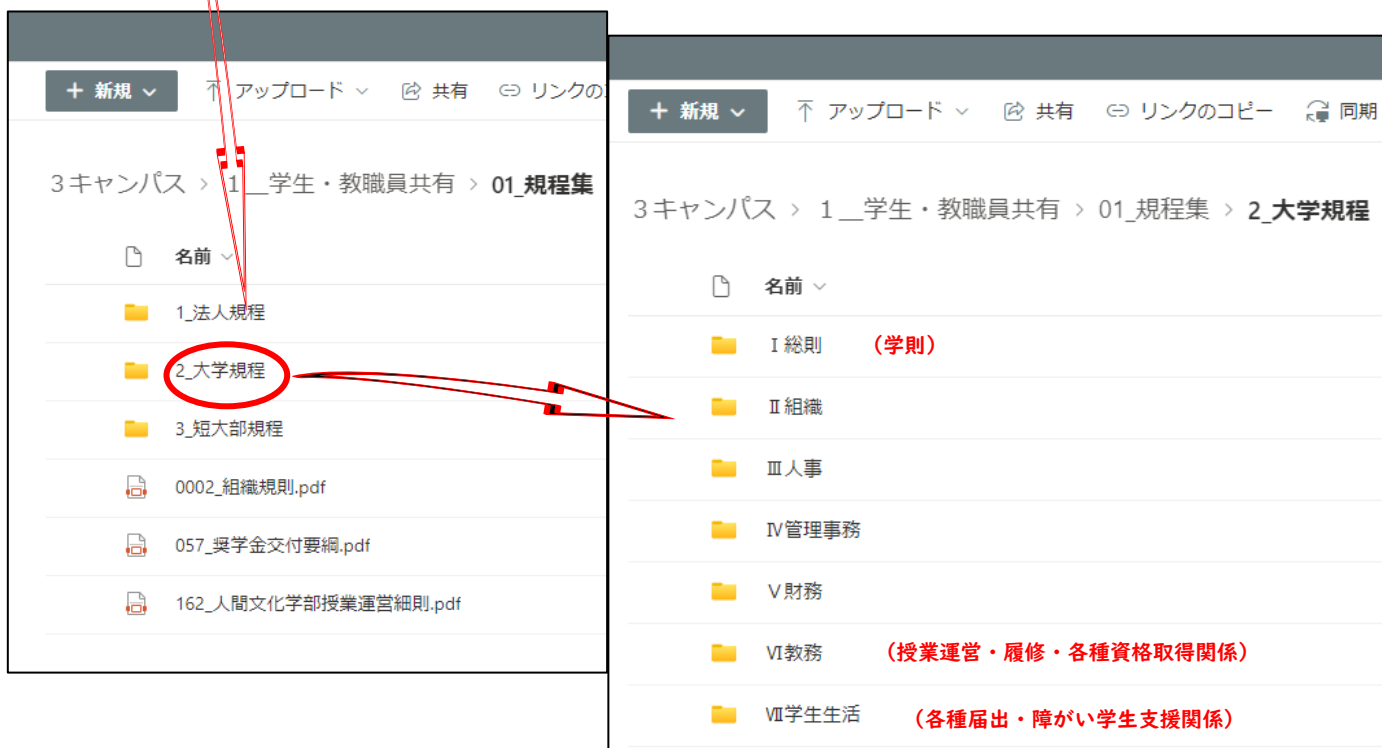 + 新規 アップロード 共有 リンクの
3キャンパス > 1__学生・教職員共有 > 01_規程集
名前
1_法人規程
2_大学規程
3_短大部規程
0002_組織規則.pdf
057_奨学金交付要綱.pdf
162_人間文化学部授業運営細則.pdf
+ 新規 アップロード 共有 リンクのコピー 同期
3キャンパス > 1__学生・教職員共有 > 01_規程集 > 2_大学規程
名前
Ⅰ総則 (学則)
Ⅱ組織
Ⅲ人事
Ⅳ管理事務
Ⅴ財務
Ⅵ教務 (授業運営・履修・各種資格取得関係)
Ⅶ学生生活 (各種届出・障がい学生支援関係)